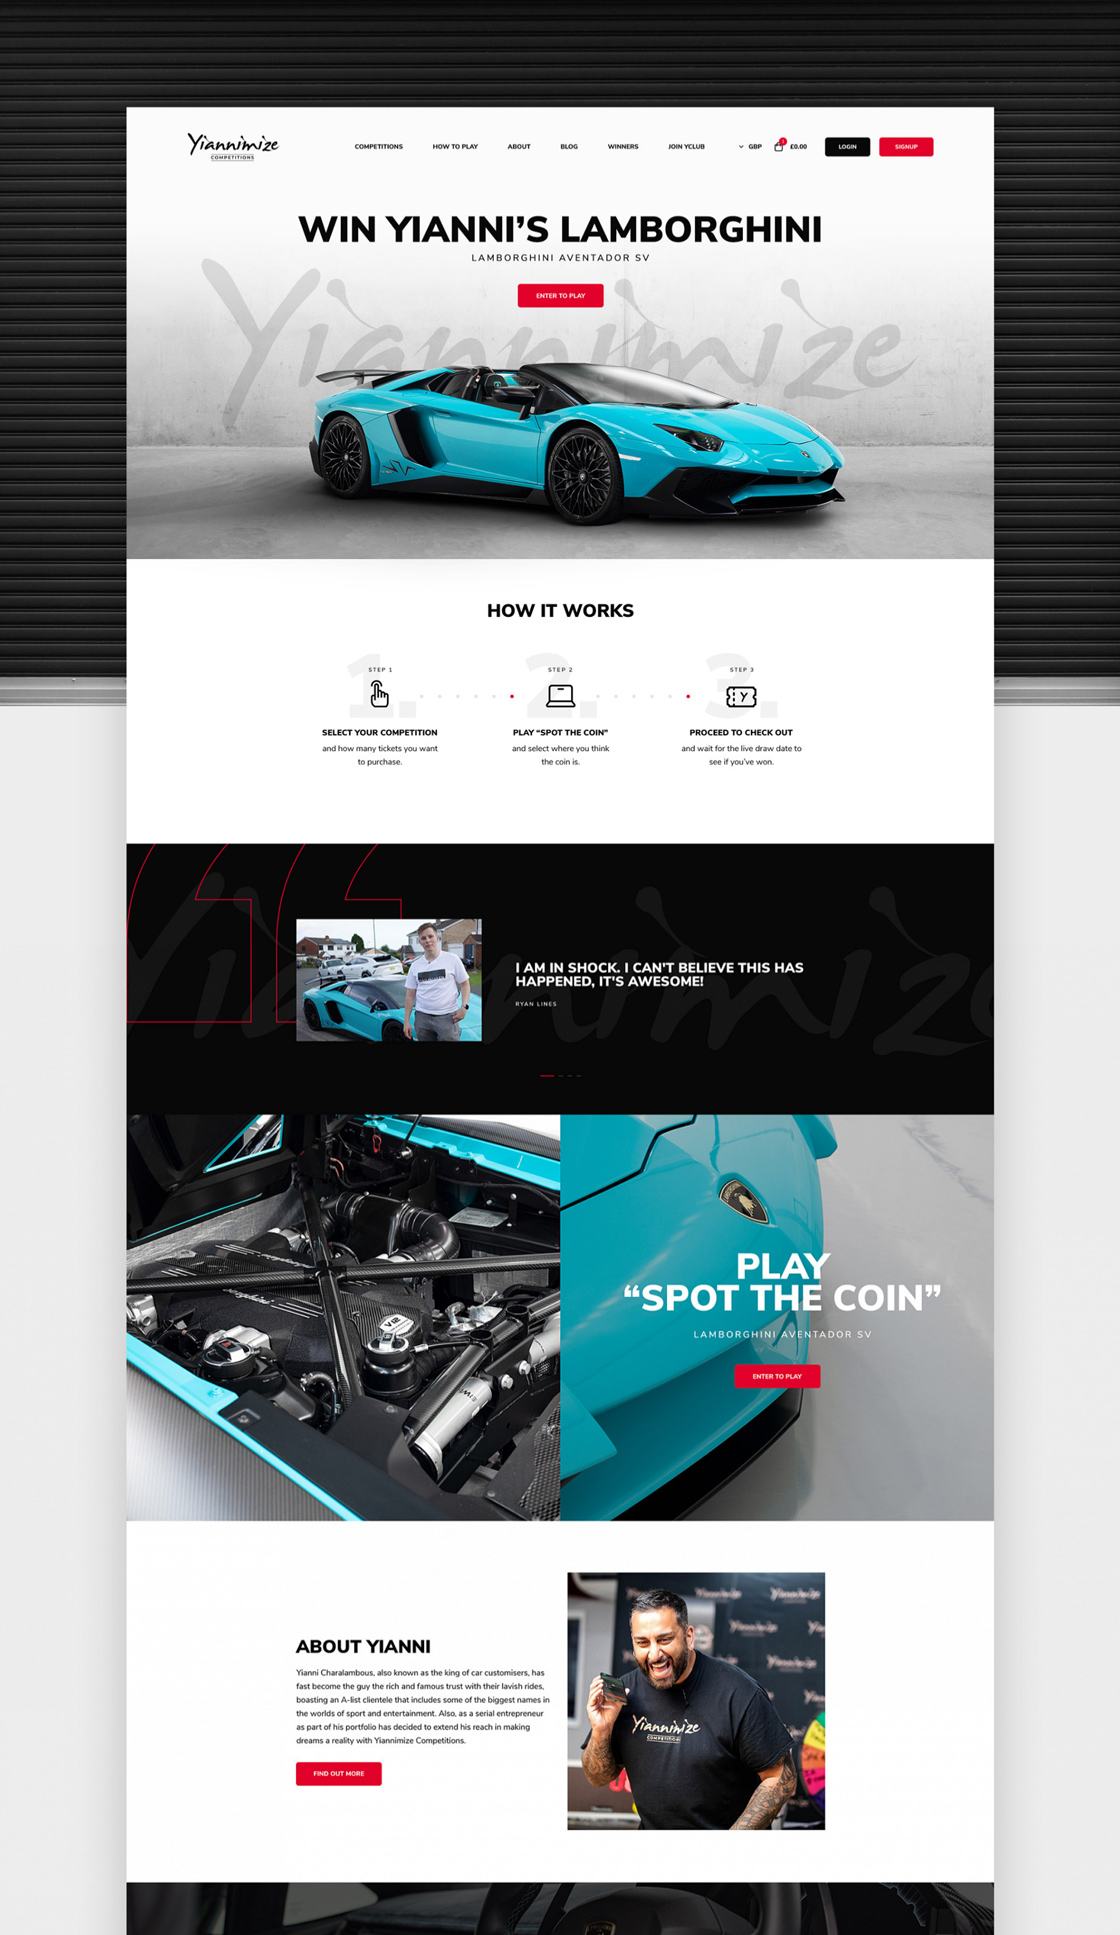 Yiannimize
COMPETITIONS
COMPETITIONS
HOW TO PLAY
ABOUT
BLOG
WINNERS
JOIN YCLUB
GBP
£0.00
LOGIN
SIGNUP
WIN YIANNI'S LAMBORGHINI
LAMBORGHINI AVENTADOR SV
ENTER TO PLAY
Yiannimize
HOW IT WORKS
1.
STEP 1
2.
STEP 2
3.
STEP 3
SELECT YOUR COMPETITION
and how many tickets you want
to purchase.
PLAY “SPOT THE COIN”
and select where you think
the coin is.
PROCEED TO CHECK OUT
and wait for the live draw date to
see if you've won.
Yiannimize
I AM IN SHOCK. I CAN'T BELIEVE THIS HAS
HAPPENED, IT'S AWESOME!
RYAN LINES
V12
PLAY
“SPOT THE COIN”
LAMBORGHINI AVENTADOR SV
ENTER TO PLAY
ABOUT YIANNI
Yianni Charalambous, also known as the king of car customisers, has
fast become the guy the rich and famous trust with their lavish rides,
boasting an A-list clientele that includes some of the biggest names in
the worlds of sport and entertainment. Also, as a serial entrepreneur
as part of his portfolio has decided to extend his reach in making
dreams a reality with Yiannimize Competitions.
FIND OUT MORE
Yiannimize
COMPETITIONS